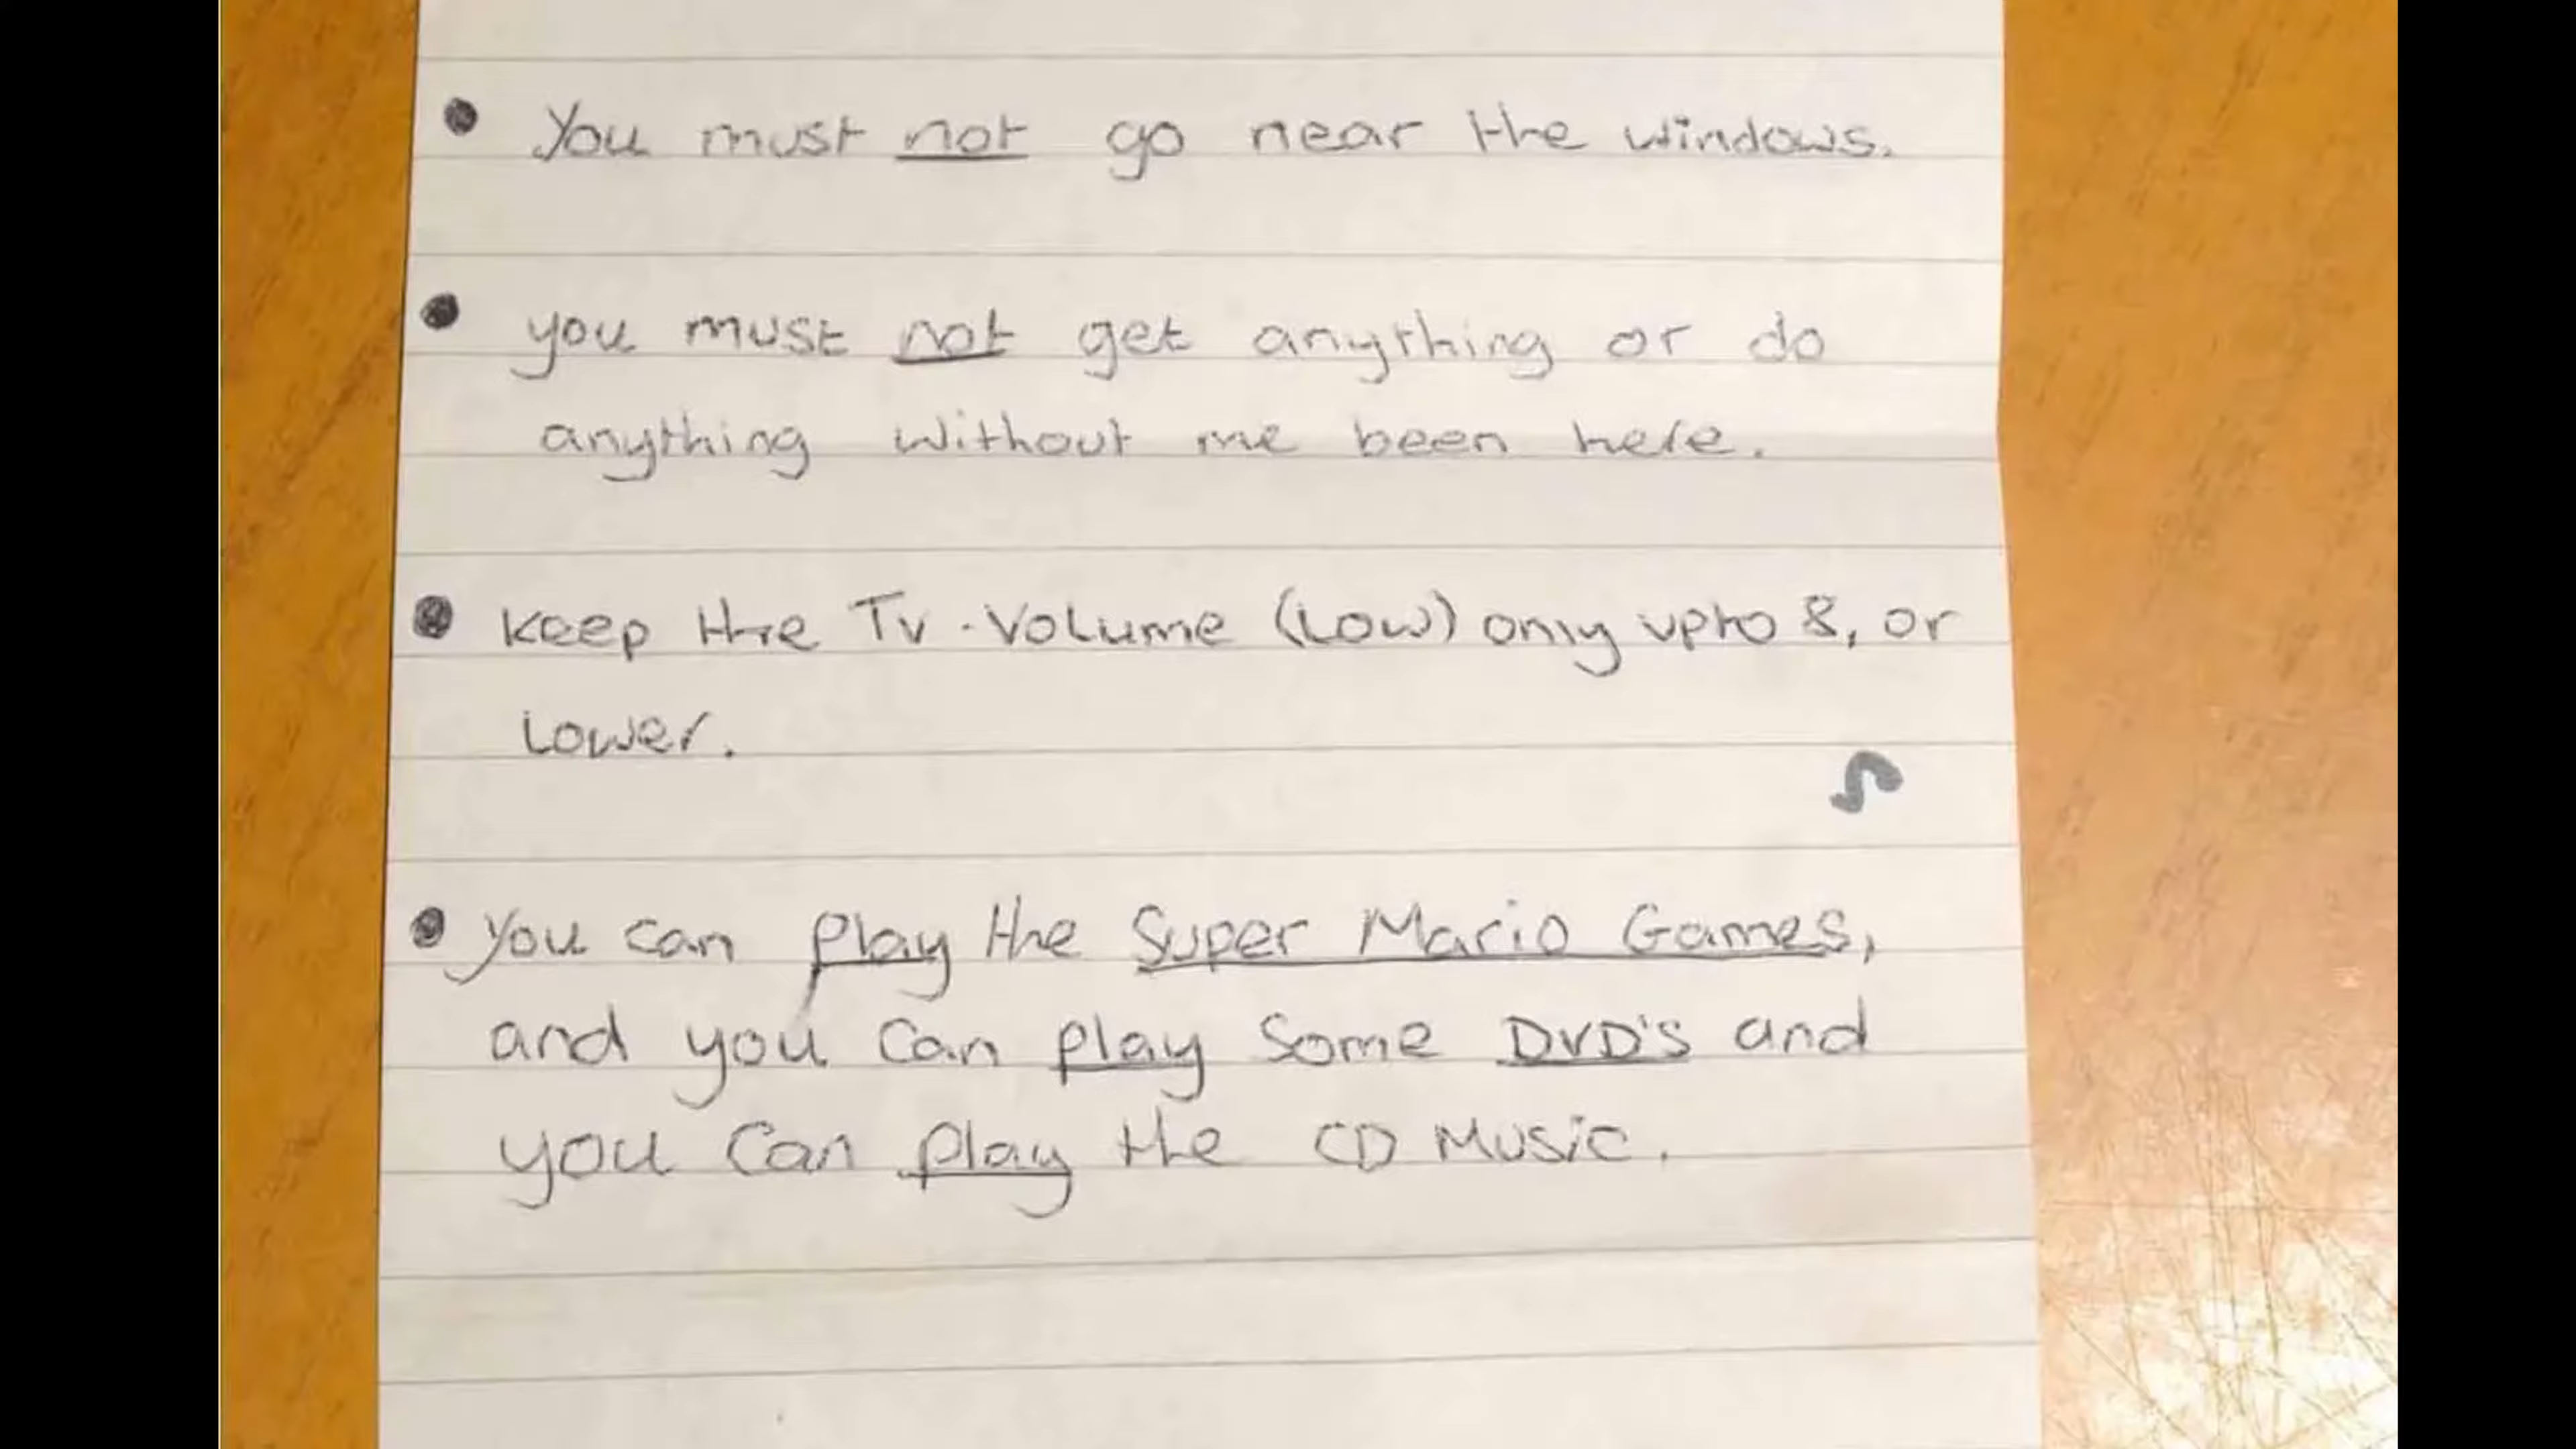 • You must not go near the windows.
• you must not get anything or do
anything without me been here.
• Keep the Tv. Volume (Low) only upto 8, or
Lower.
• You can play the Super Mario Games,
and you can play some DVD's and
you can play the CD Music.